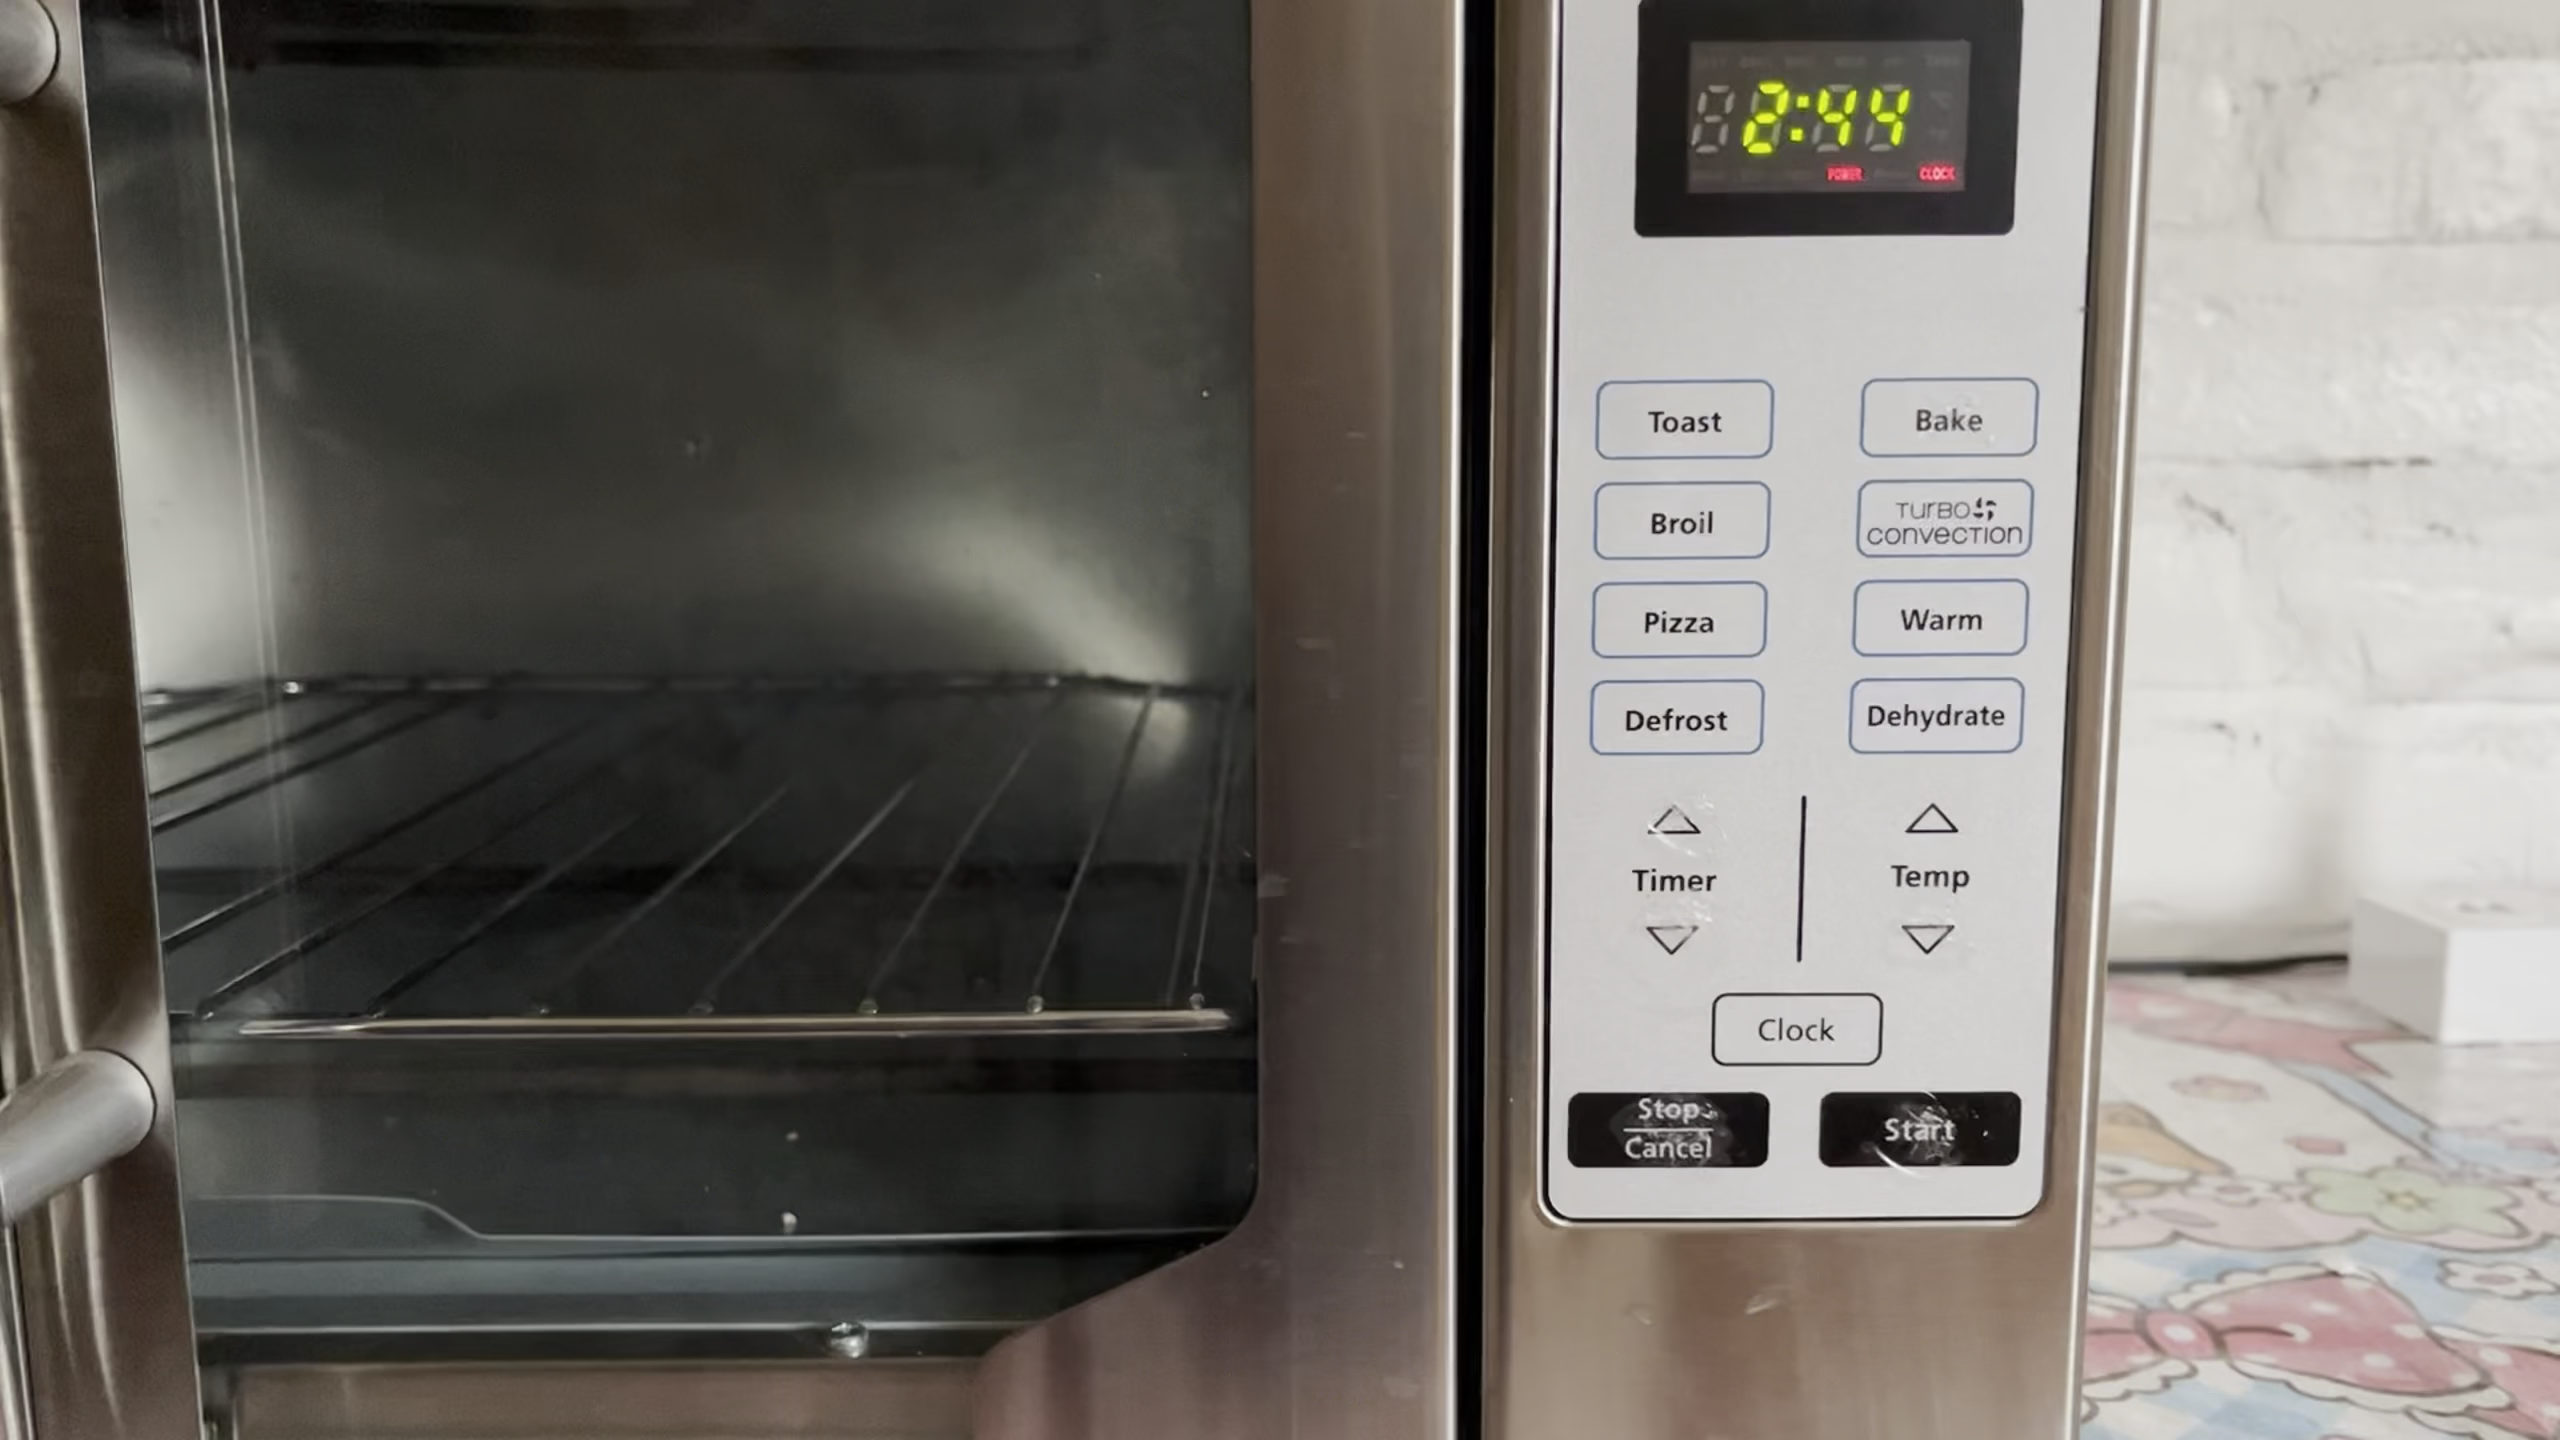 2:44
POWER CLOCK
Toast Bake
Broil TURBO
CONVECTION
Pizza Warm
Defrost Dehydrate
Timer Temp
Clock
Stop
Cancel
Start